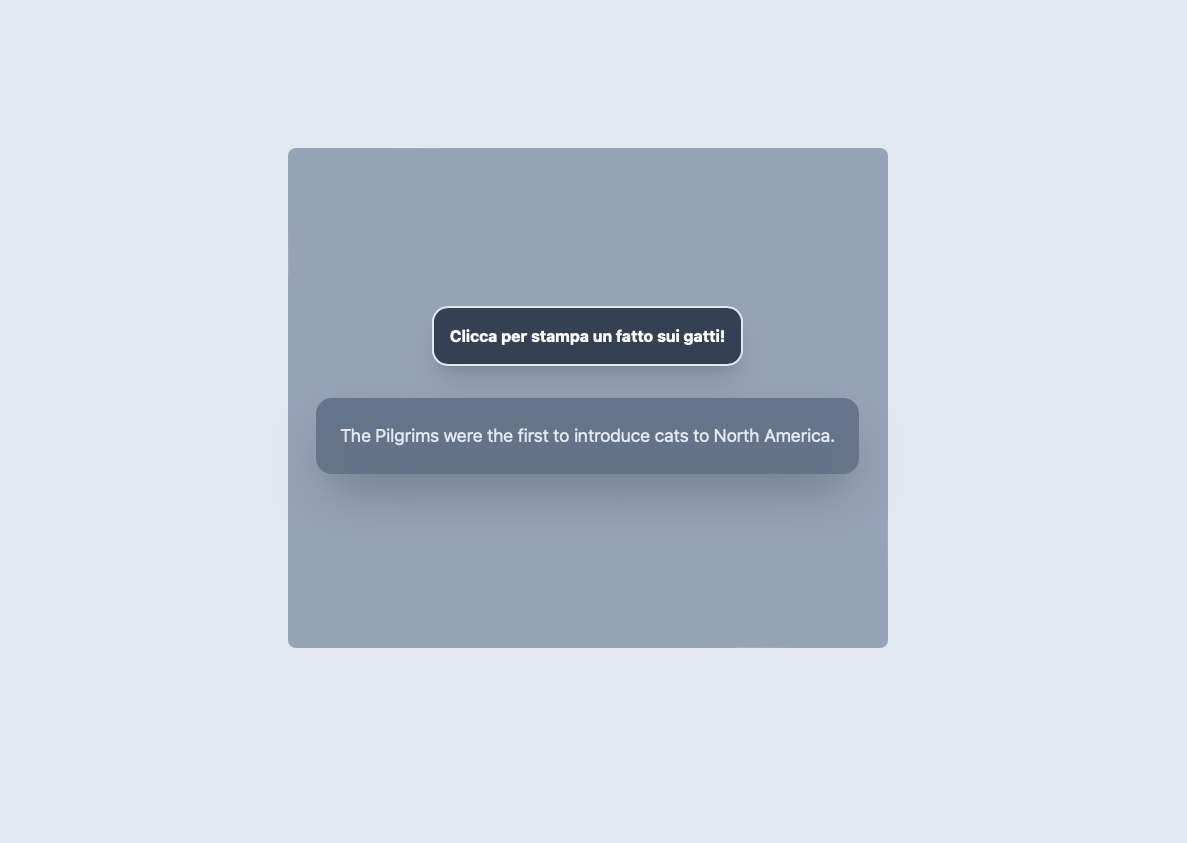 Clicca per stampa un fatto sui gatti!
The Pilgrims were the first to introduce cats to North America.